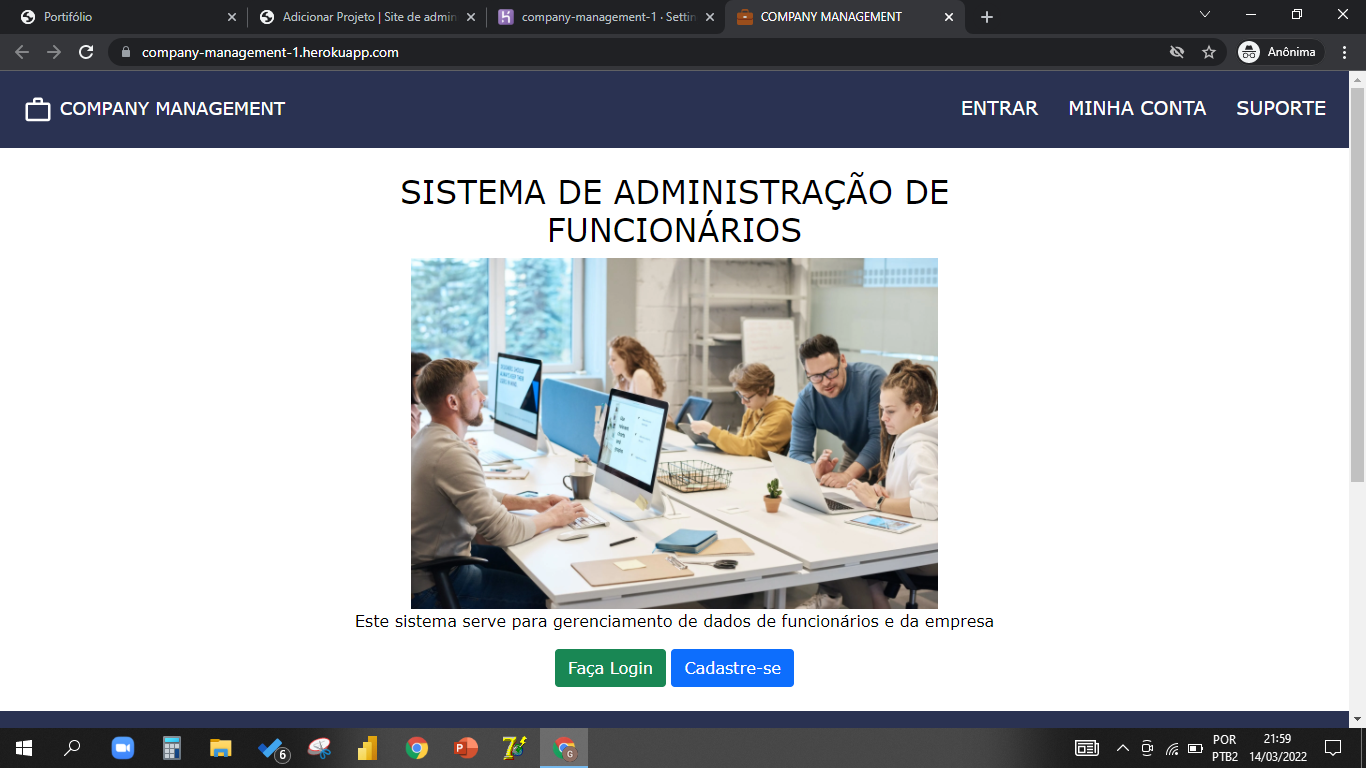 Portifólio
Adicionar Projeto | Site de admin
company-management-1 · Settin
COMPANY MANAGEMENT
company-management-1.herokuapp.com
Anônima
COMPANY MANAGEMENT
ENTRAR
MINHA CONTA
SUPORTE
SISTEMA DE ADMINISTRAÇÃO DE
FUNCIONÁRIOS
Este sistema serve para gerenciamento de dados de funcionários e da empresa
Faça Login
Cadastre-se
6
POR
PTB2
21:59
14/03/2022